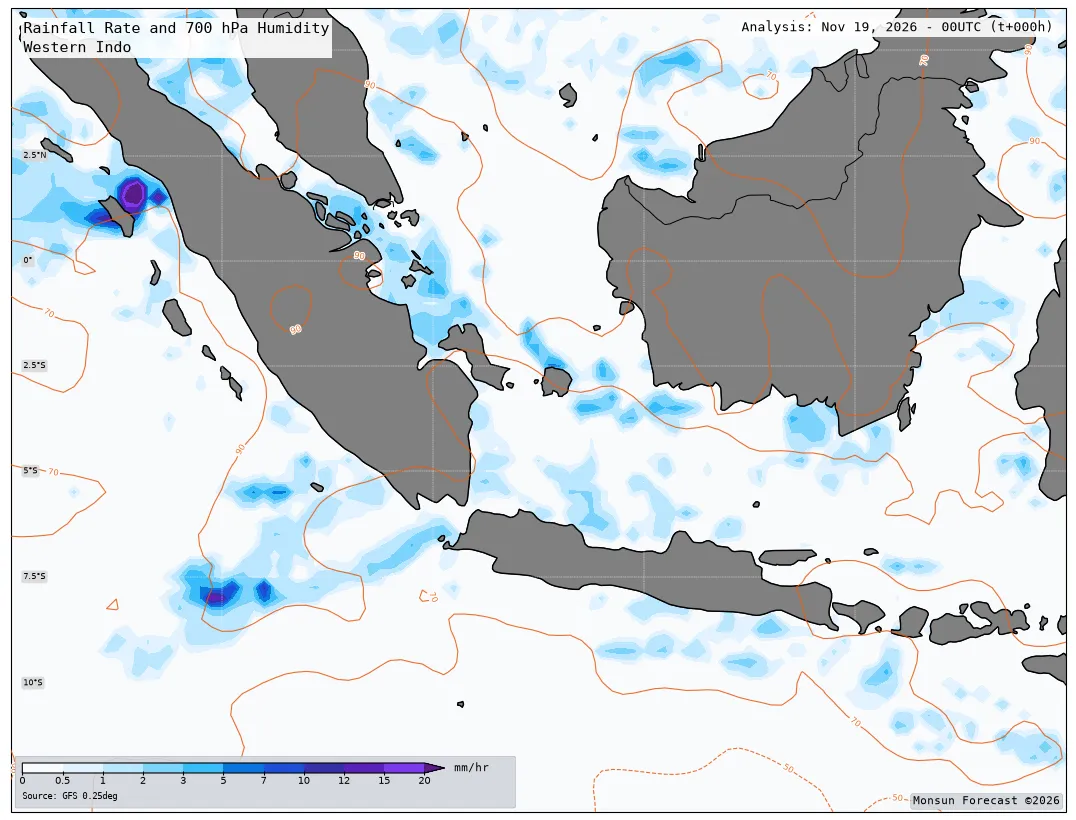 Rainfall Rate and 700 hPa Humidity
Western Indo
Analysis: Nov 19, 2026 - 00UTC (t+000h)
90
70
90
70
90
2.5°N
0°
90
70
90
2.5°S
90
5°S
70
7.5°S
70
10°S
70
50
50
mm/hr
0 0.5 1 2 3 5 7 10 12 15 20
Source: GFS 0.25deg
Monsun Forecast ©2026